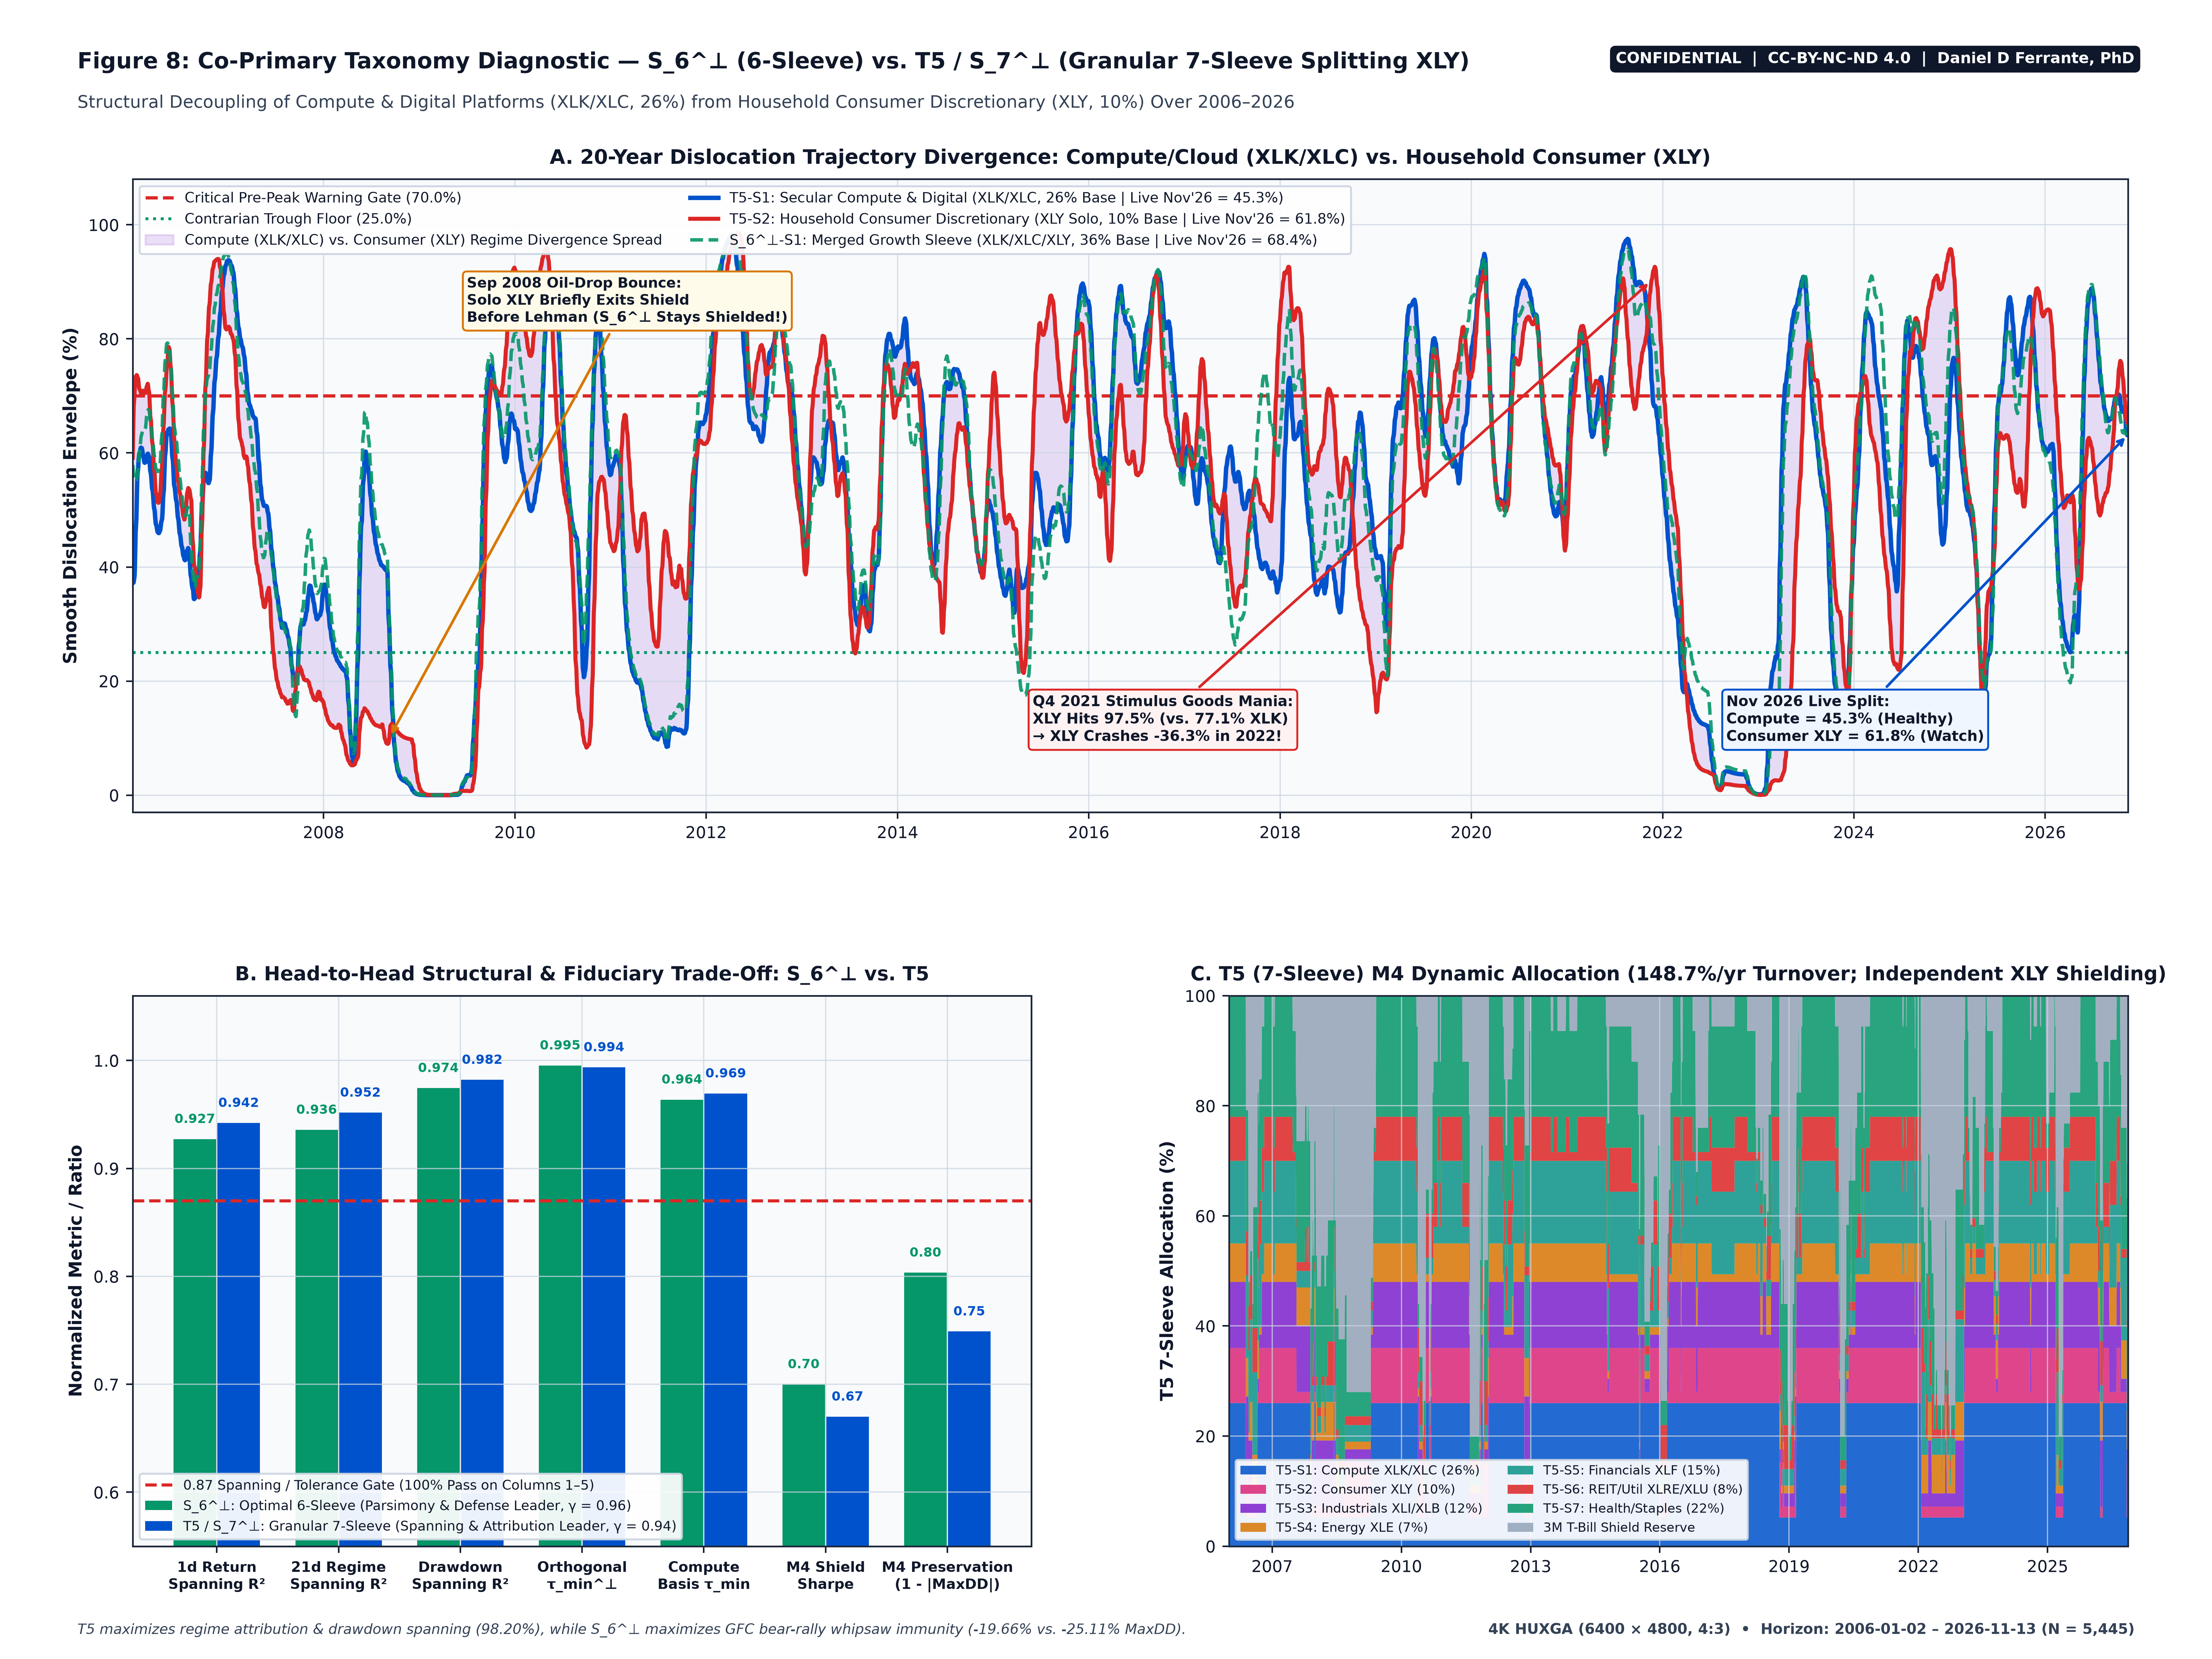 Figure 8: Co-Primary Taxonomy Diagnostic — S_6^⊥ (6-Sleeve) vs. T5 / S_7^⊥ (Granular 7-Sleeve Splitting XLY)
CONFIDENTIAL | CC-BY-NC-ND 4.0 | Daniel D Ferrante, PhD
Structural Decoupling of Compute & Digital Platforms (XLK/XLC, 26%) from Household Consumer Discretionary (XLY, 10%) Over 2006–2026
A. 20-Year Dislocation Trajectory Divergence: Compute/Cloud (XLK/XLC) vs. Household Consumer (XLY)
Critical Pre-Peak Warning Gate (70.0%)
Contrarian Trough Floor (25.0%)
Compute (XLK/XLC) vs. Consumer (XLY) Regime Divergence Spread
T5-S1: Secular Compute & Digital (XLK/XLC, 26% Base | Live Nov'26 = 45.3%)
T5-S2: Household Consumer Discretionary (XLY Solo, 10% Base | Live Nov'26 = 61.8%)
S_6^⊥-S1: Merged Growth Sleeve (XLK/XLC/XLY, 36% Base | Live Nov'26 = 68.4%)
Sep 2008 Oil-Drop Bounce:
Solo XLY Briefly Exits Shield
Before Lehman (S_6^⊥ Stays Shielded!)
Q4 2021 Stimulus Goods Mania:
XLY Hits 97.5% (vs. 77.1% XLK)
→ XLY Crashes -36.3% in 2022!
Nov 2026 Live Split:
Compute = 45.3% (Healthy)
Consumer XLY = 61.8% (Watch)
Smooth Dislocation Envelope (%)
100
80
60
40
20
0
2008 2010 2012 2014 2016 2018 2020 2022 2024 2026
B. Head-to-Head Structural & Fiduciary Trade-Off: S_6^⊥ vs. T5
Normalized Metric / Ratio
1.0
0.9
0.8
0.7
0.6
0.927 0.942 0.936 0.952 0.974 0.982 0.995 0.994 0.964 0.969 0.70 0.67 0.80 0.75
0.87 Spanning / Tolerance Gate (100% Pass on Columns 1–5)
S_6^⊥: Optimal 6-Sleeve (Parsimony & Defense Leader, γ = 0.96)
T5 / S_7^⊥: Granular 7-Sleeve (Spanning & Attribution Leader, γ = 0.94)
1d Return
Spanning R²
21d Regime
Spanning R²
Drawdown
Spanning R²
Orthogonal
τ_min^⊥
Compute
Basis τ_min
M4 Shield
Sharpe
M4 Preservation
(1 - |MaxDD|)
C. T5 (7-Sleeve) M4 Dynamic Allocation (148.7%/yr Turnover; Independent XLY Shielding)
T5 7-Sleeve Allocation (%)
100
80
60
40
20
0
T5-S1: Compute XLK/XLC (26%)
T5-S2: Consumer XLY (10%)
T5-S3: Industrials XLI/XLB (12%)
T5-S4: Energy XLE (7%)
T5-S5: Financials XLF (15%)
T5-S6: REIT/Util XLRE/XLU (8%)
T5-S7: Health/Staples (22%)
3M T-Bill Shield Reserve
2007 2010 2013 2016 2019 2022 2025
T5 maximizes regime attribution & drawdown spanning (98.20%), while S_6^⊥ maximizes GFC bear-rally whipsaw immunity (-19.66% vs. -25.11% MaxDD).
4K HUXGA (6400 × 4800, 4:3) • Horizon: 2006-01-02 – 2026-11-13 (N = 5,445)